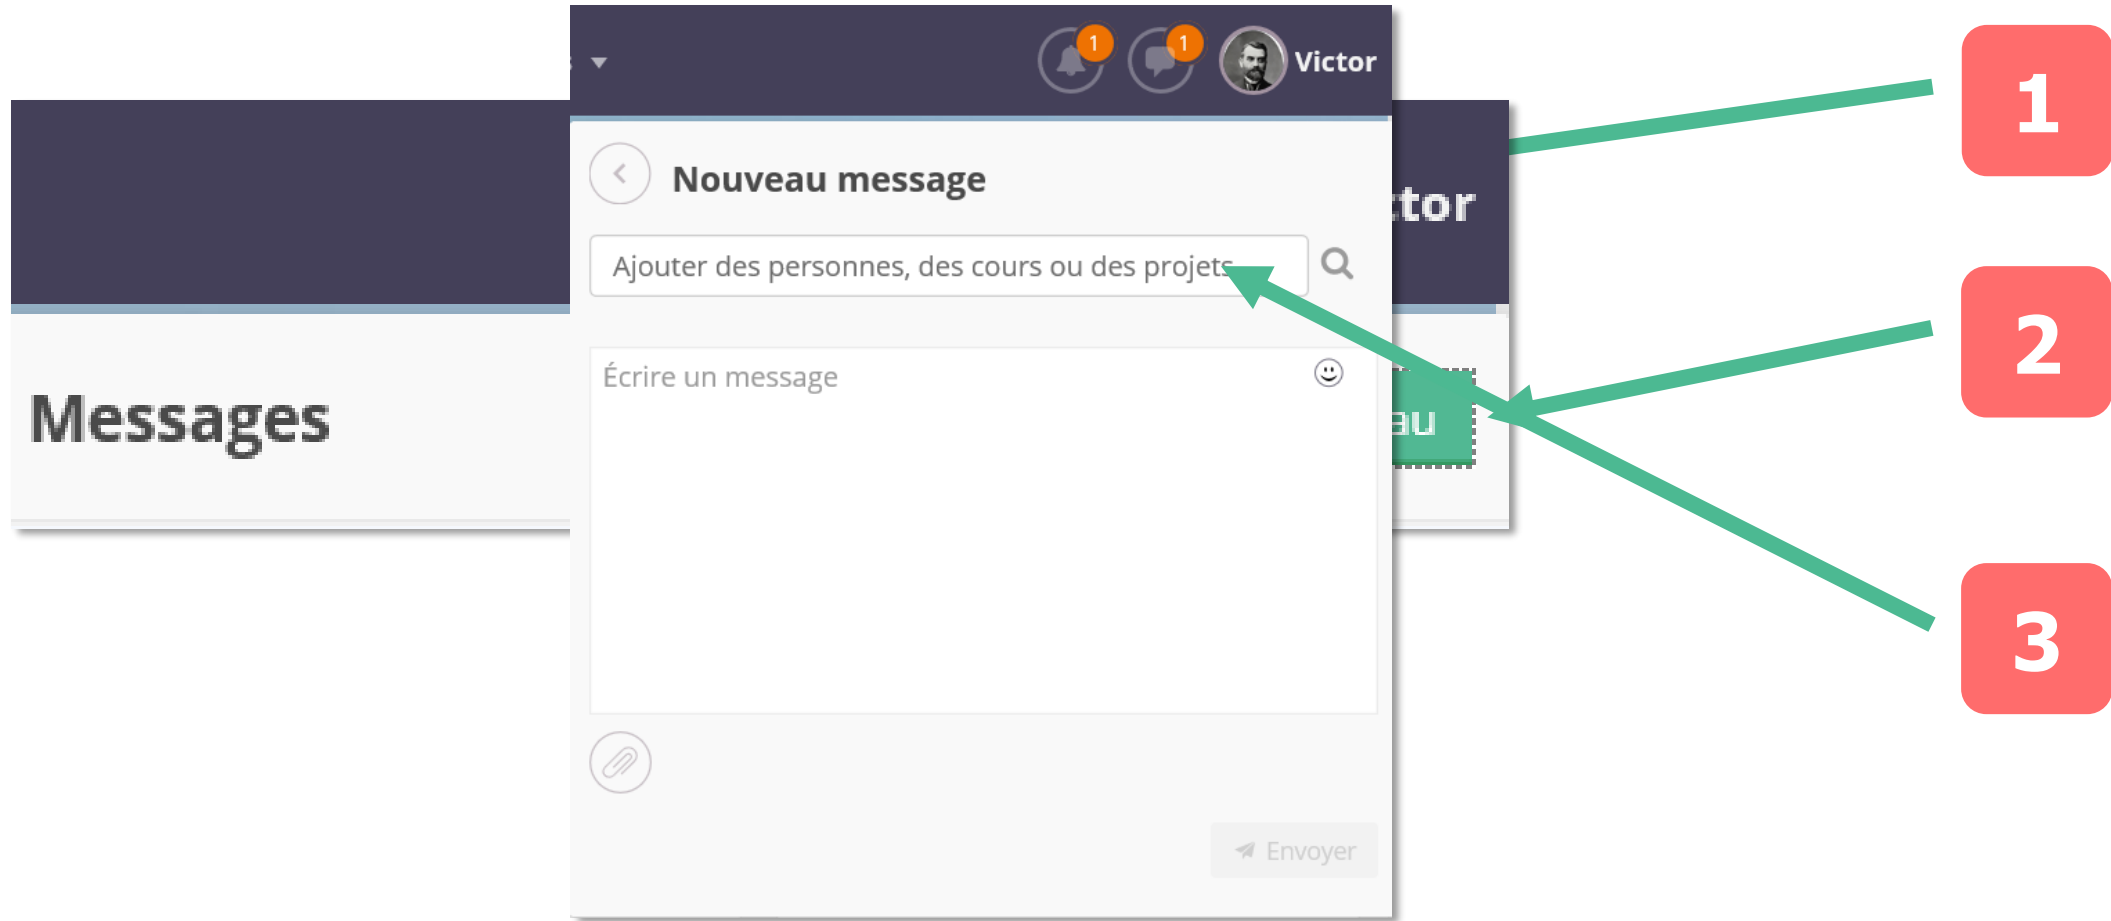 1 1 Victor
1
Nouveau message
tor
Ajouter des personnes, des cours ou des projets
2
Écrire un message
Messages
au
3
Envoyer